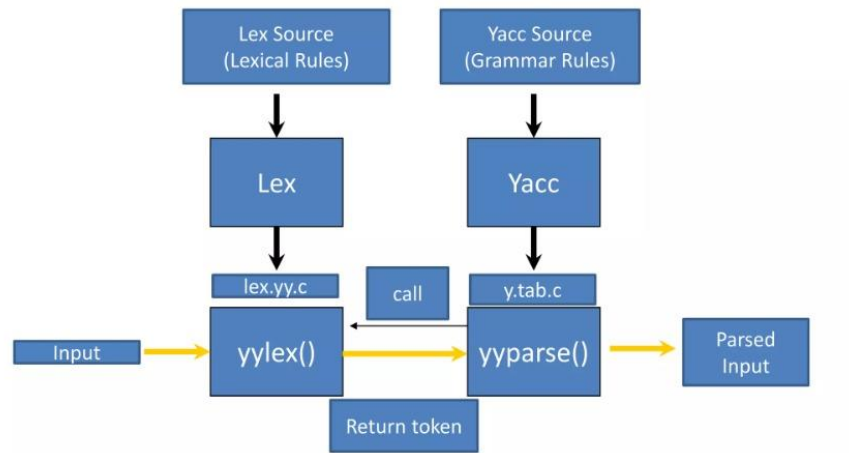 Lex Source
(Lexical Rules)
Yacc Source
(Grammar Rules)
Lex
Yacc
lex.yy.c
call
y.tab.c
Input
yylex()
yyparse()
Parsed
Input
Return token